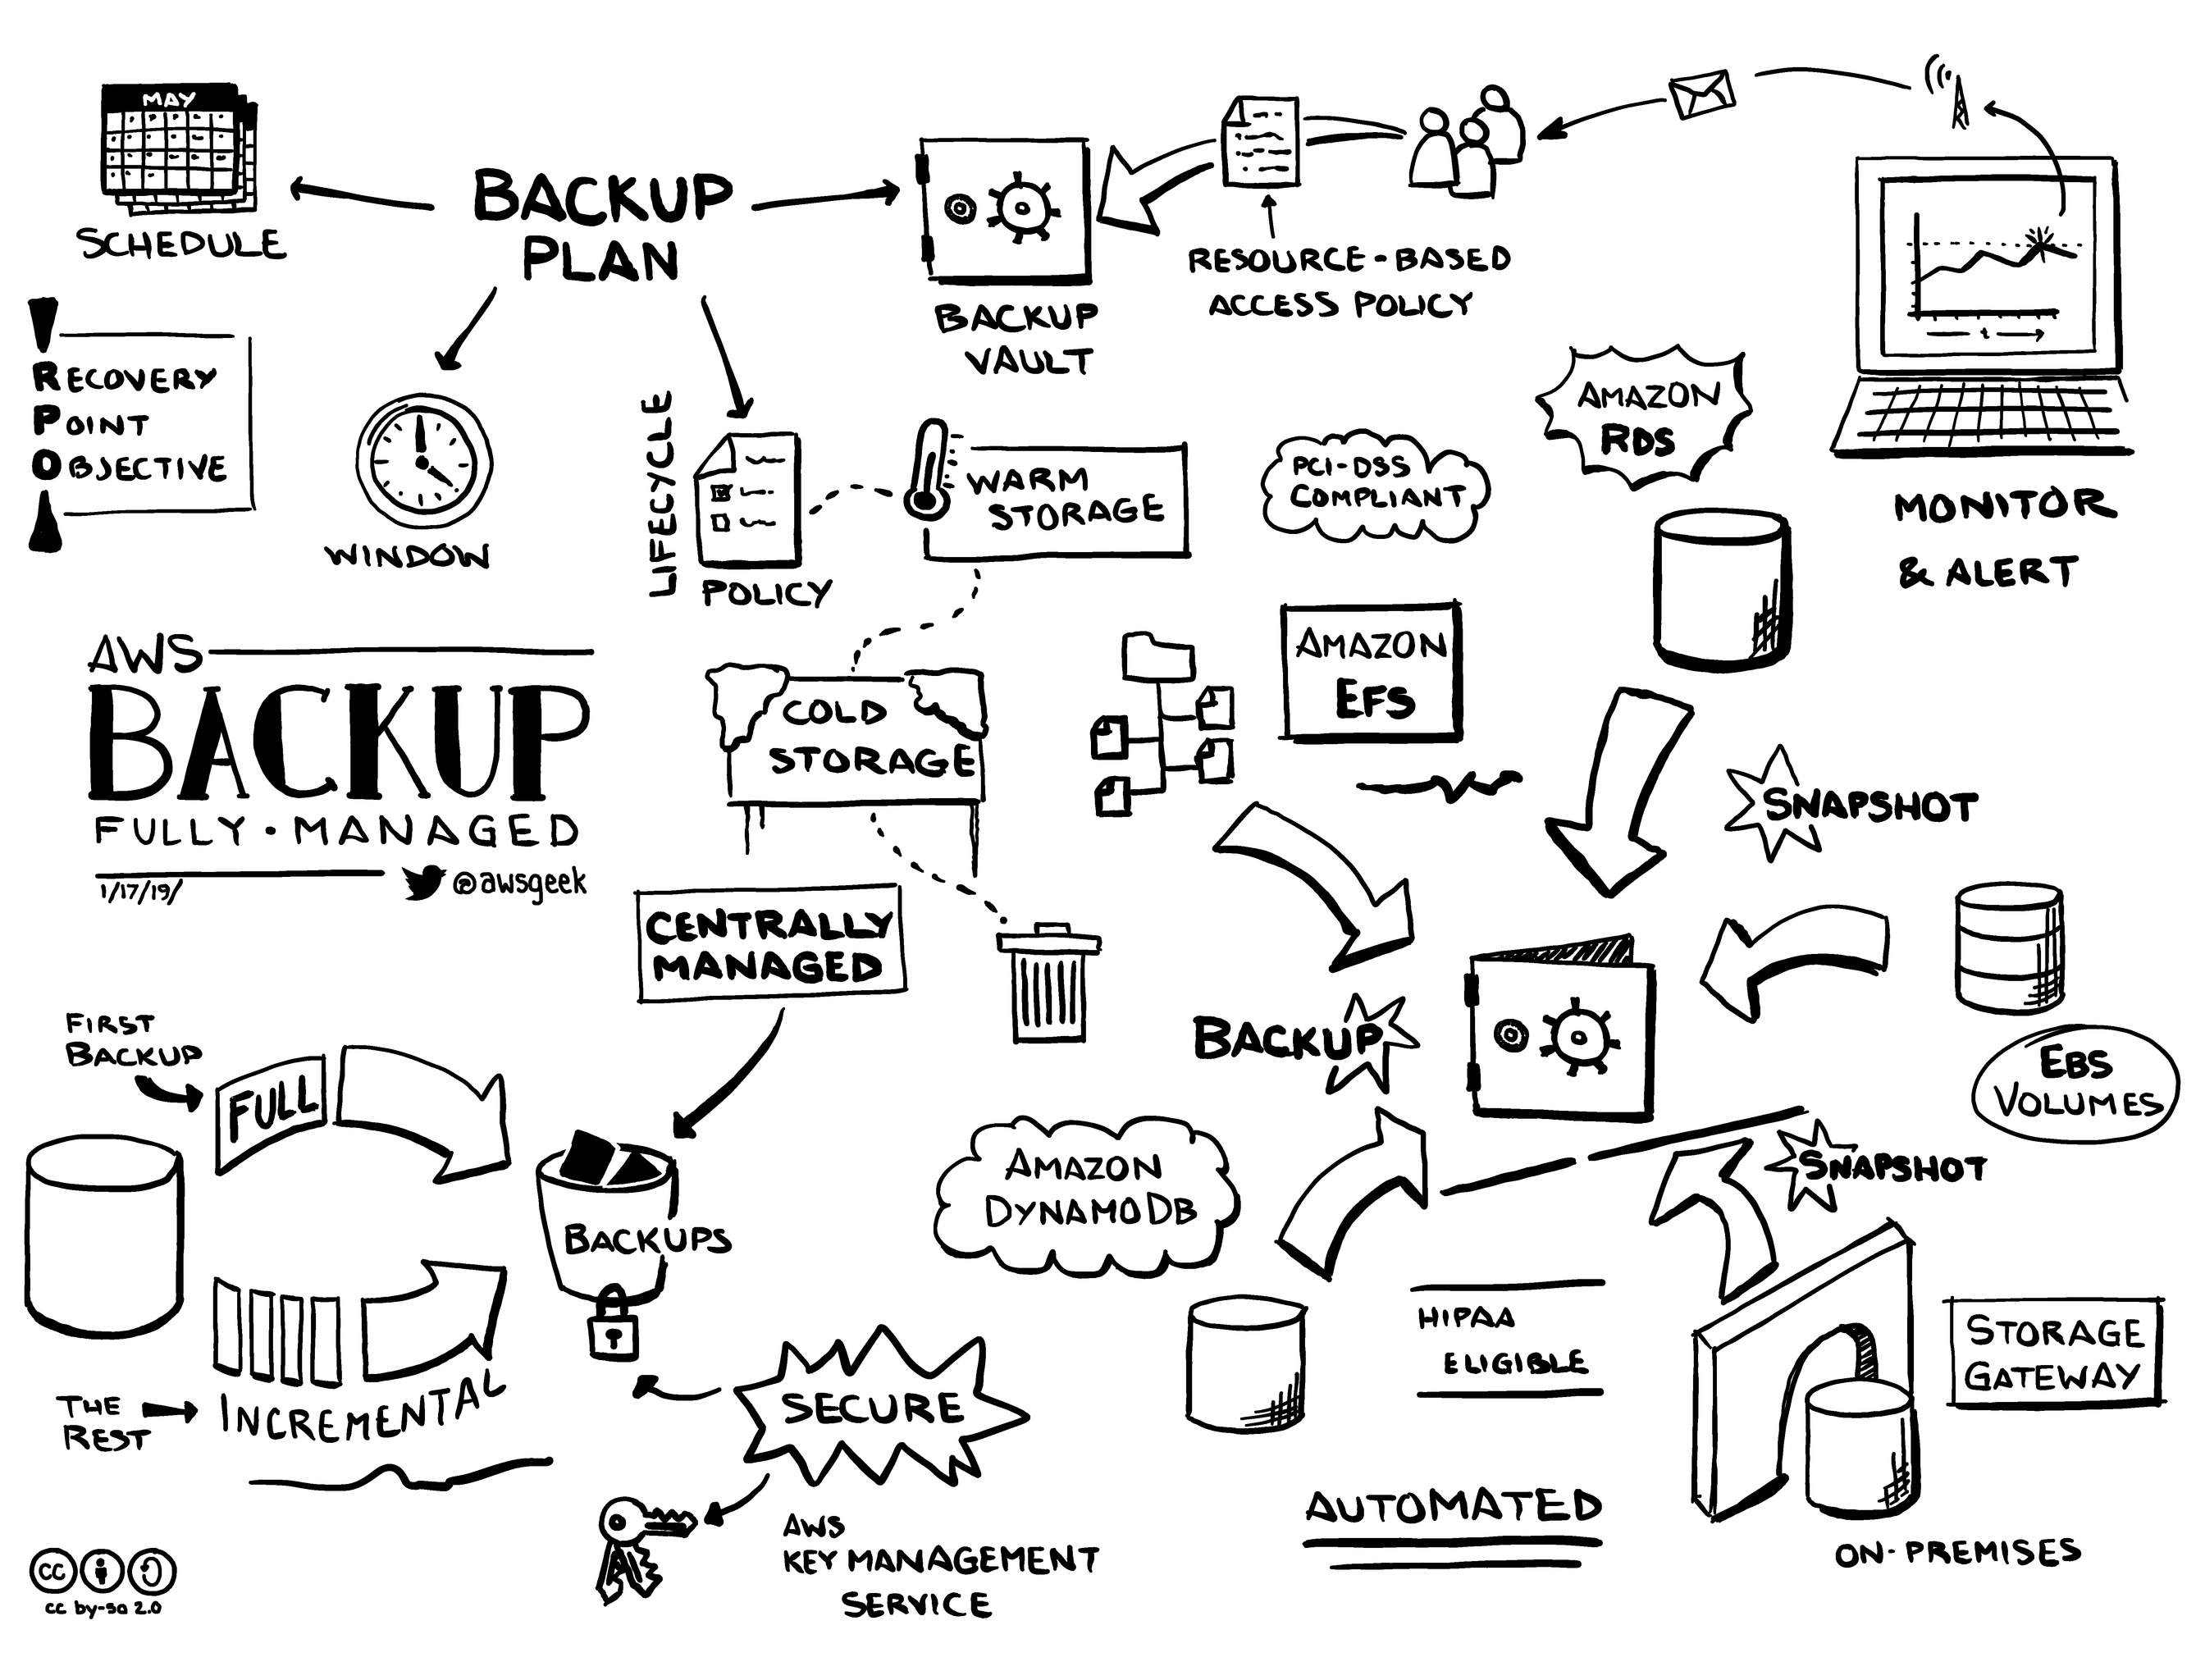 MAY
SCHEDULE
BACKUP
PLAN
BACKUP
VAULT
RESOURCE-BASED
ACCESS POLICY
t
MONITOR
& ALERT
RECOVERY
POINT
OBJECTIVE
WINDOW
LIFECYCLE
POLICY
WARM
STORAGE
PCI-DSS
COMPLIANT
AMAZON
RDS
AWS
BACKUP
FULLY·MANAGED
1/17/19/
@awsgeek
COLD
STORAGE
AMAZON
EFS
SNAPSHOT
CENTRALLY
MANAGED
BACKUP
EBS
VOLUMES
FIRST
BACKUP
FULL
BACKUPS
THE
REST
INCREMENTAL
AMAZON
DYNAMODB
SNAPSHOT
HIPAA
ELIGIBLE
STORAGE
GATEWAY
SECURE
AWS
KEY MANAGEMENT
SERVICE
AUTOMATED
ON-PREMISES
cc
cc by-sa 2.0